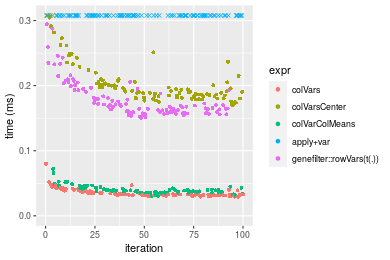 0.3
0.2
0.1
0.0
time (ms)
0
25
50
75
100
iteration
expr
colVars
colVarsCenter
colVarColMeans
apply+var
genefilter::rowVars(t(.))